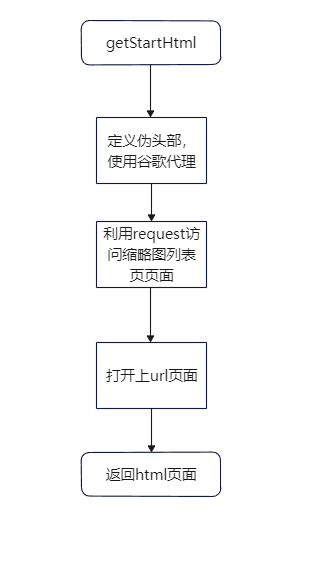 getStartHtml
定义伪头部，
使用谷歌代理
利用request访
问缩略图列表
页页面
打开上url页面
返回html页面